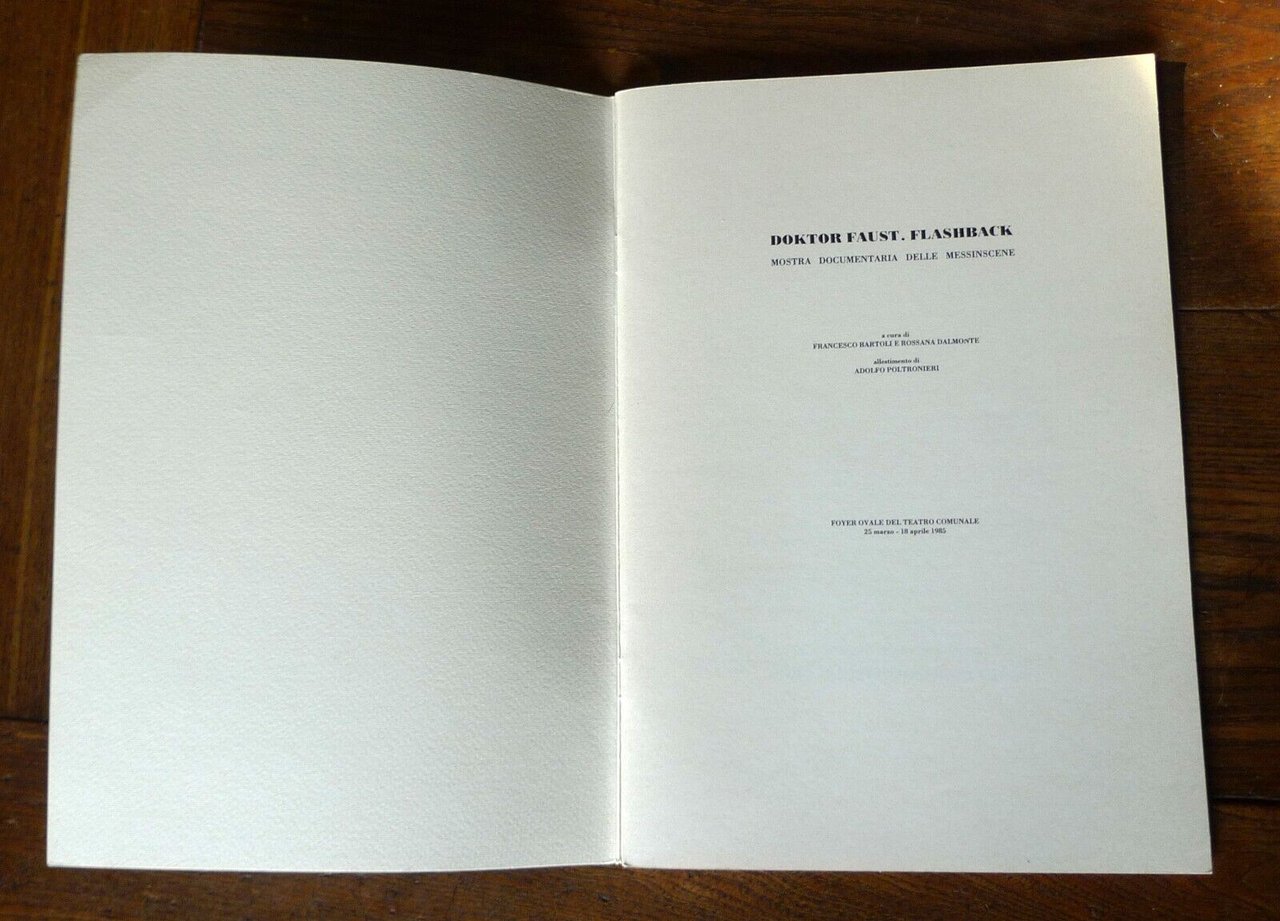 DOKTOR FAUST. FLASHBACK
MOSTRA DOCUMENTARIA DELLE MESSINSCENE
a cura di
FRANCESCO BARTOLI E ROSSANA DALMONTE
allestimento di
ADOLFO POLTRONIERI
FOYER OVALE DEL TEATRO COMUNALE
25 marzo - 18 aprile 1985